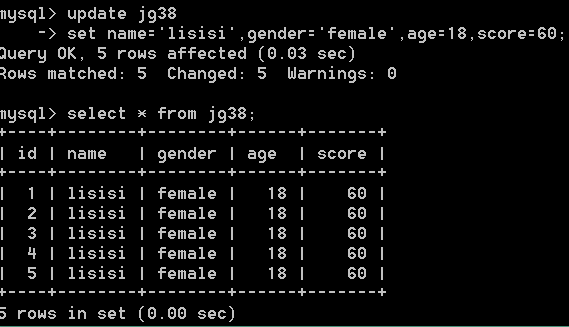 mysql> update jg38
    -> set name='lisisi',gender='female',age=18,score=60;
Query OK, 5 rows affected (0.03 sec)
Rows matched: 5  Changed: 5  Warnings: 0

mysql> select * from jg38;
+----+--------+--------+------+-------+
| id | name   | gender | age  | score |
+----+--------+--------+------+-------+
|  1 | lisisi | female |   18 |    60 |
|  2 | lisisi | female |   18 |    60 |
|  3 | lisisi | female |   18 |    60 |
|  4 | lisisi | female |   18 |    60 |
|  5 | lisisi | female |   18 |    60 |
+----+--------+--------+------+-------+
5 rows in set (0.00 sec)